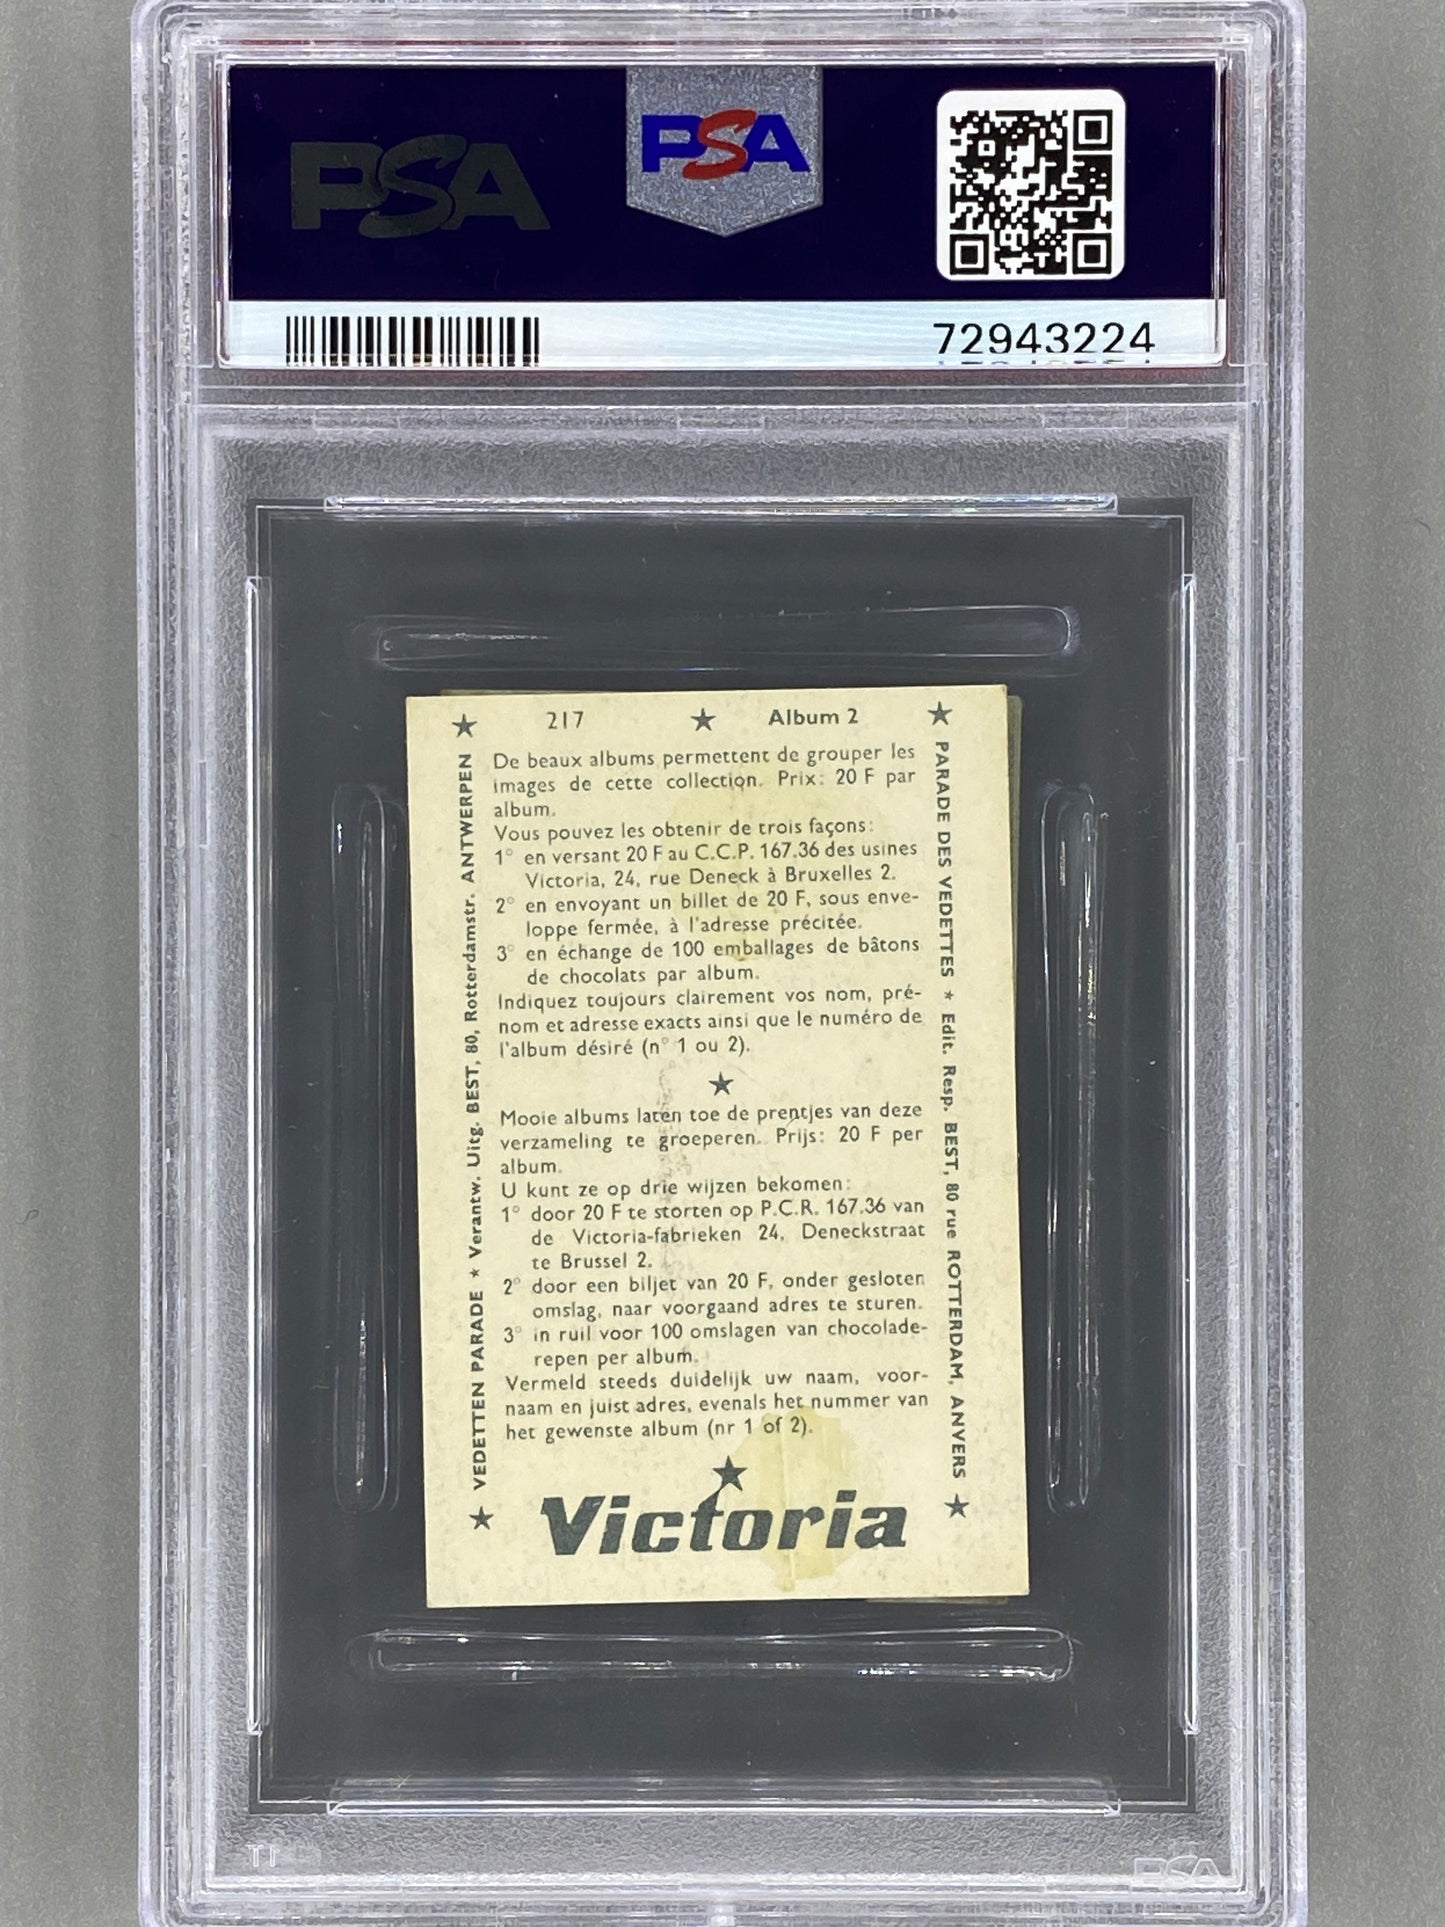 PSA
PSA
72943224
217 Album 2
De beaux albums permettent de grouper les
images de cette collection. Prix: 20 F par
album.
Vous pouvez les obtenir de trois façons:
1° en versant 20 F au C.C.P. 167.36 des usines
Victoria, 24, rue Deneck à Bruxelles 2.
2° en envoyant un billet de 20 F, sous enve-
loppe fermée, à l'adresse précitée.
3° en échange de 100 emballages de bâtons
de chocolats par album.
Indiquez toujours clairement vos nom, pré-
nom et adresse exacts ainsi que le numéro de
l'album désiré (n° 1 ou 2).
Mooie albums laten toe de prentjes van deze
verzameling te groeperen. Prijs: 20 F per
album.
U kunt ze op drie wijzen bekomen:
1° door 20 F te storten op P.C.R. 167.36 van
de Victoria-fabrieken 24, Deneckstraat
te Brussel 2.
2° door een biljet van 20 F, onder gesloten
omslag, naar voorgaand adres te sturen.
3° in ruil voor 100 omslagen van chocolade-
repen per album.
Vermeld steeds duidelijk uw naam, voor-
naam en juist adres, evenals het nummer van
het gewenste album (nr 1 of 2).
Victoria
VEDETTEN PARADE ★ Verantw. Uitg. BEST, 80, Rotterdamstr. ANTWERPEN
PARADE DES VEDETTES ★ Edit. Resp. BEST, 80 rue ROTTERDAM, ANVERS
PSA